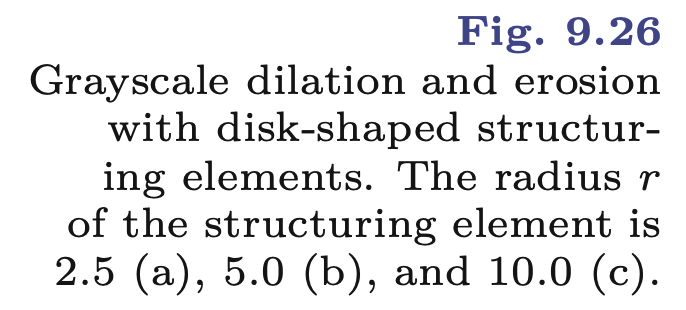 Fig. 9.26
Grayscale dilation and erosion
with disk-shaped structur-
ing elements. The radius r
of the structuring element is
2.5 (a), 5.0 (b), and 10.0 (c).